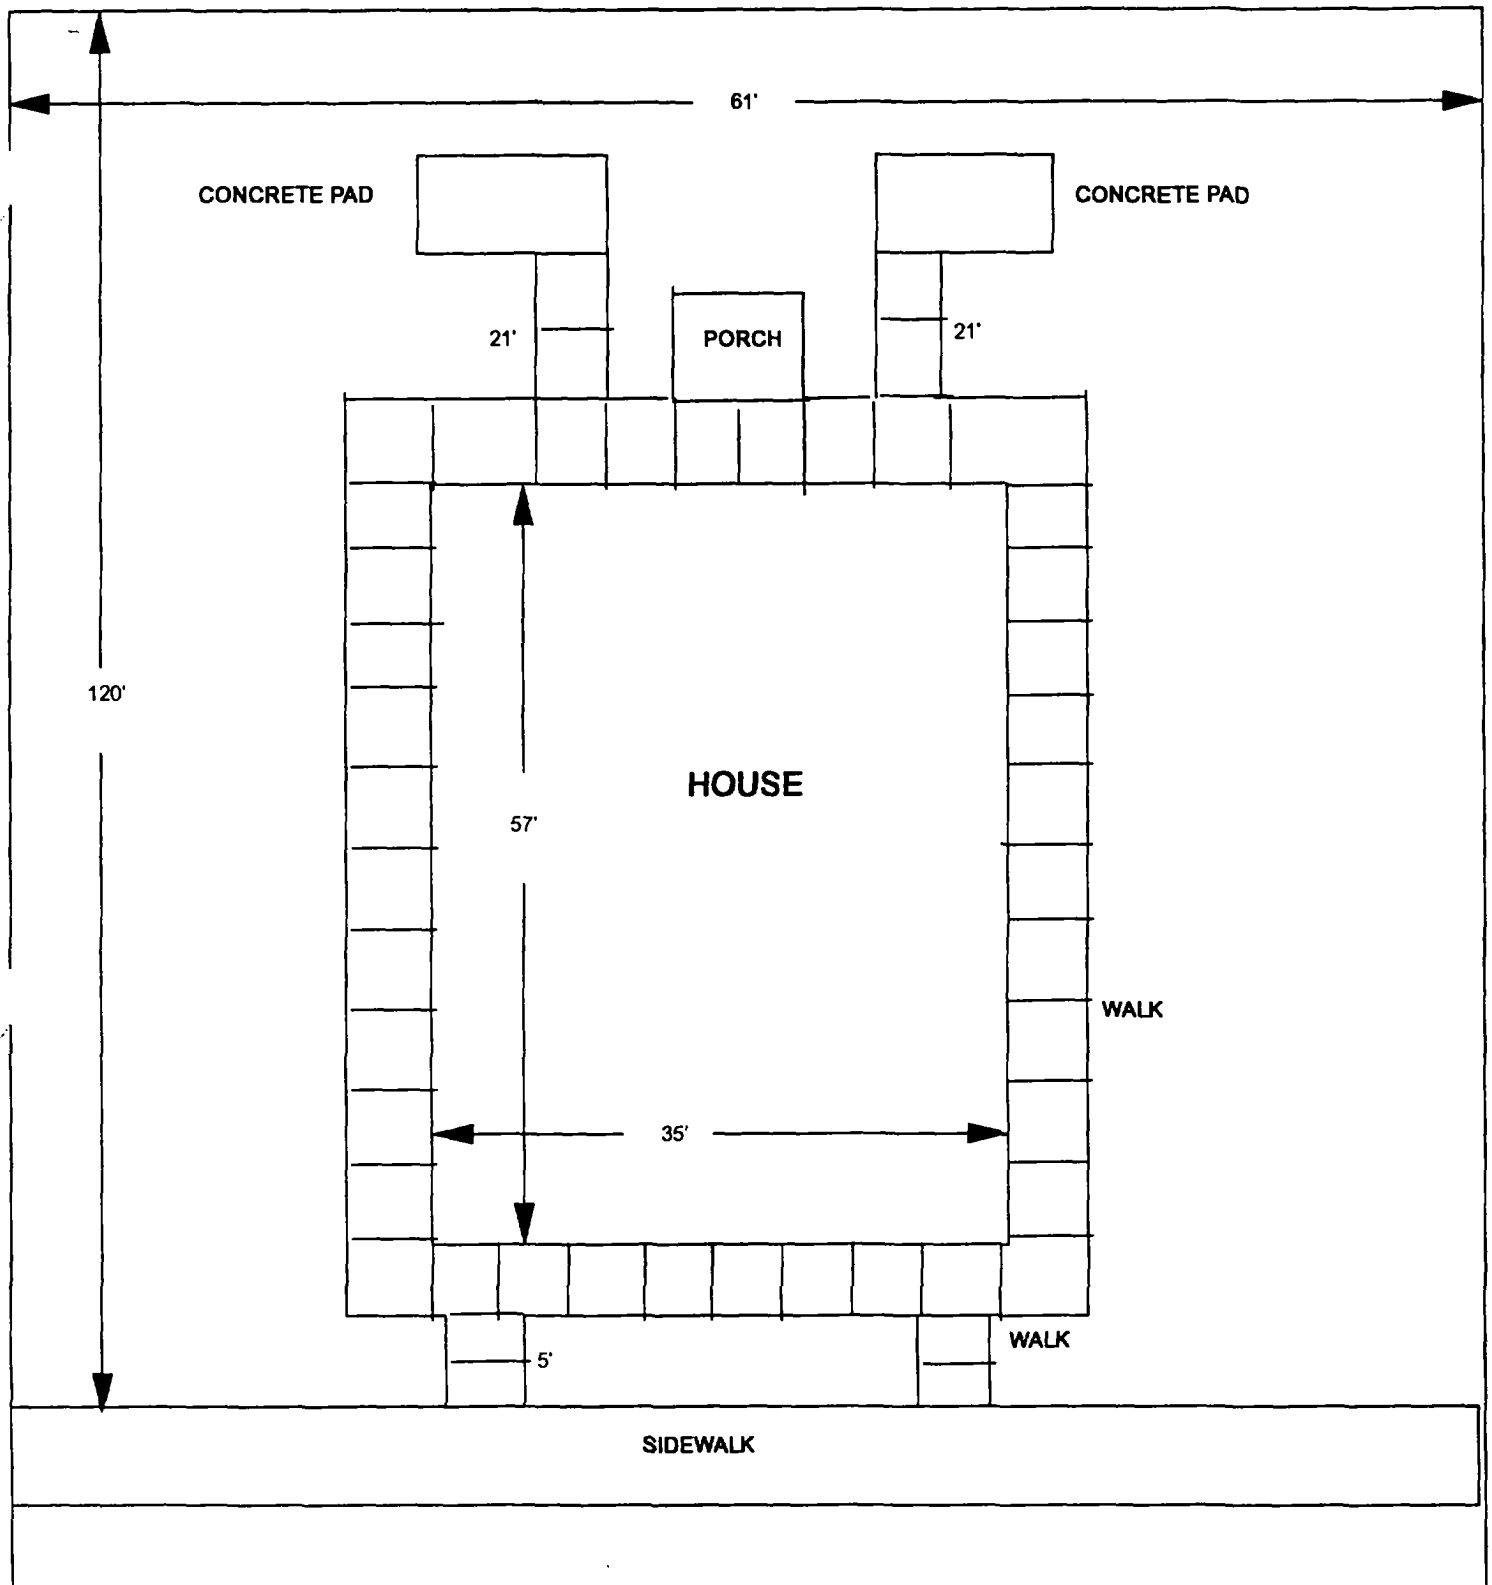 61'
CONCRETE PAD
CONCRETE PAD
21'
PORCH
21'
120'
HOUSE
57'
WALK
35'
WALK
5'
SIDEWALK